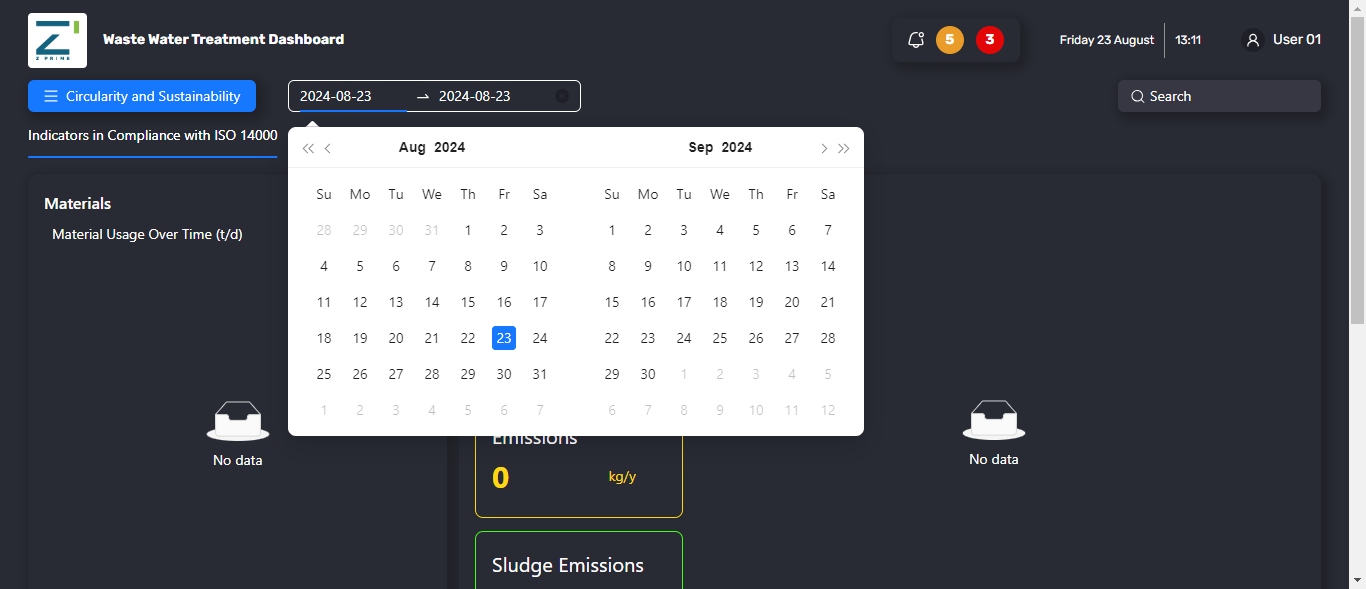 Z PRIME
Waste Water Treatment Dashboard
5
3
Friday 23 August
13:11
User 01
Circularity and Sustainability
2024-08-23
2024-08-23
Search
Indicators in Compliance with ISO 14000
Aug 2024
Su Mo Tu We Th Fr Sa
28 29 30 31 1 2 3
4 5 6 7 8 9 10
11 12 13 14 15 16 17
18 19 20 21 22 23 24
25 26 27 28 29 30 31
1 2 3 4 5 6 7
Sep 2024
Su Mo Tu We Th Fr Sa
1 2 3 4 5 6 7
8 9 10 11 12 13 14
15 16 17 18 19 20 21
22 23 24 25 26 27 28
29 30 1 2 3 4 5
6 7 8 9 10 11 12
Materials
Material Usage Over Time (t/d)
No data
Emissions
0 kg/y
Sludge Emissions
No data